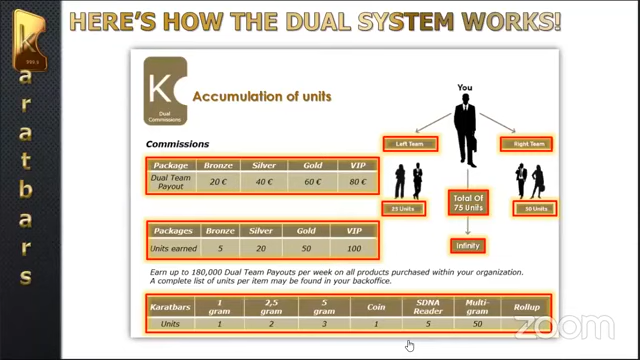 HERE'S HOW THE DUAL SYSTEM WORKS!
Karatbars
K
Dual
Commissions
Accumulation of units
You
Left Team
Right Team
Commissions
Package Bronze Silver Gold VIP
Dual Team Payout 20 € 40 € 60 € 80 €
25 Units
Total Of
75 Units
50 Units
Infinity
Packages Bronze Silver Gold VIP
Units earned 5 20 50 100
Earn up to 180,000 Dual Team Payouts per week on all products purchased within your organization.
A complete list of units per item may be found in your backoffice.
Karatbars 1 gram 2,5 gram 5 gram Coin SDNA Reader Multi-gram Rollup
Units 1 2 3 1 5 50
zoom